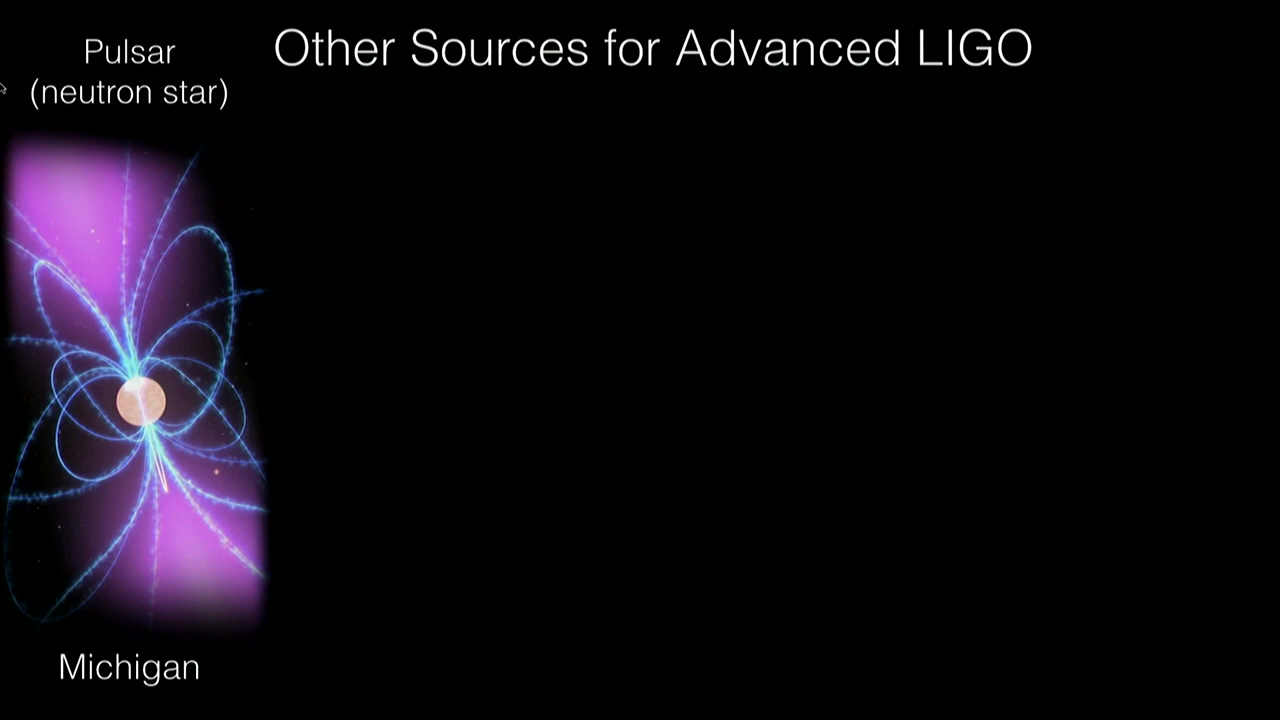 Other Sources for Advanced LIGO
Pulsar
(neutron star)
Michigan